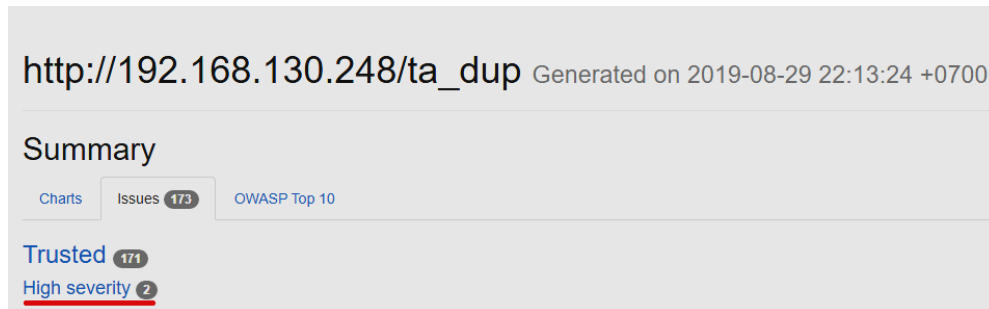 http://192.168.130.248/ta_dup Generated on 2019-08-29 22:13:24 +0700
Summary
Charts Issues 173 OWASP Top 10
Trusted 171
High severity 2